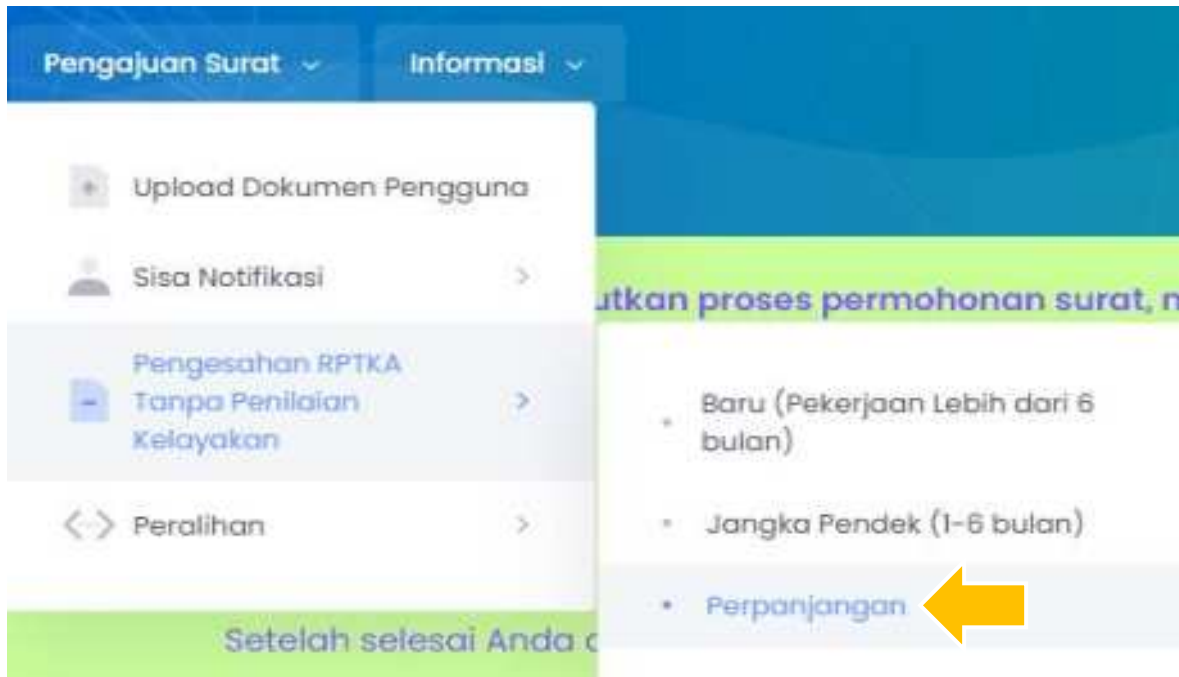 Pengajuan Surat
Informasi
Upload Dokumen Pengguna
Sisa Notifikasi
Pengesahan RPTKA
Tanpa Penilaian
Kelayakan
Peralihan
proses permohonan surat,
Baru (Pekerjaan Lebih dari 6
bulan)
Jangka Pendek (1-6 bulan)
Perpanjangan
Setelah selesai Anda